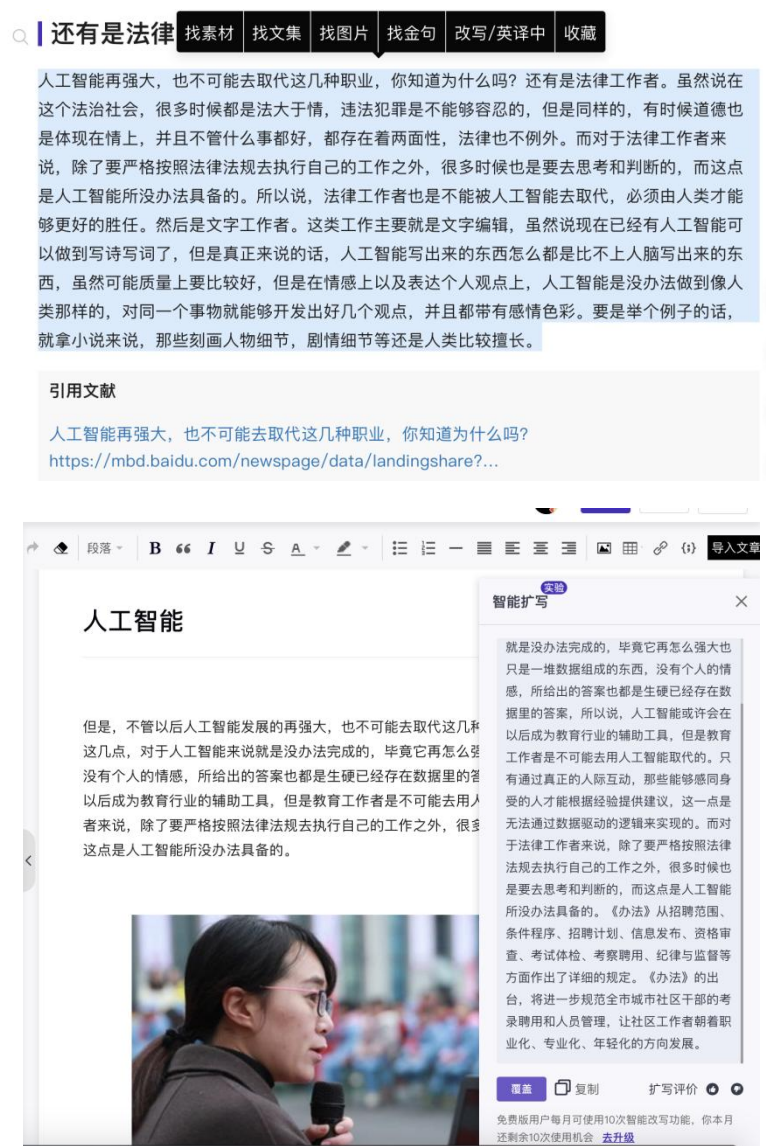 还有是法律
找素材 找文集 找图片 找金句 改写/英译中 收藏
人工智能再强大，也不可能去取代这几种职业，你知道为什么吗？还有是法律工作者。虽然说在
这个法治社会，很多时候都是法大于情，违法犯罪是不能够容忍的，但是同样的，有时候道德也
是体现在情上，并且不管什么事都好，都存在着两面性，法律也不例外。而对于法律工作者来
说，除了要严格按照法律法规去执行自己的工作之外，很多时候也是要去思考和判断的，而这点
是人工智能所没办法具备的。所以说，法律工作者也是不能被人工智能去取代，必须由人类才能
够更好的胜任。然后是文字工作者。这类工作主要就是文字编辑，虽然说现在已经有人工智能可
以做到写诗写词了，但是真正来说的话，人工智能写出来的东西怎么都是比不上人脑写出来的东
西，虽然可能质量上要比较好，但是在情感上以及表达个人观点上，人工智能是没办法做到像人
类那样的，对同一个事物就能够开发出好几个观点，并且都带有感情色彩。要是举个例子的话，
就拿小说来说，那些刻画人物细节，剧情细节等还是人类比较擅长。
引用文献
人工智能再强大，也不可能去取代这几种职业，你知道为什么吗?
https://mbd.baidu.com/newspage/data/landingshare?...
段落 B I U S A 导入文章
人工智能
但是，不管以后人工智能发展的再强大，也不可能去取代这几
这几点，对于人工智能来说就是没办法完成的，毕竟它再怎么强
没有个人的情感，所给出的答案也都是生硬已经存在数据里的答
以后成为教育行业的辅助工具，但是教育工作者是不可能去用人
者来说，除了要严格按照法律法规去执行自己的工作之外，很多
这点是人工智能所没办法具备的。
智能扩写 实验
就是没办法完成的，毕竟它再怎么强大也
只是一堆数据组成的东西，没有个人的情
感，所给出的答案也都是生硬已经存在数
据里的答案，所以说，人工智能或许会在
以后成为教育行业的辅助工具，但是教育
工作者是不可能去用人工智能取代的。只
有通过真正的人际互动，那些能够感同身
受的人才能根据经验提供建议，这一点是
无法通过数据驱动的逻辑来实现的。而对
于法律工作者来说，除了要严格按照法律
法规去执行自己的工作之外，很多时候也
是要去思考和判断的，而这点是人工智能
所没办法具备的。《办法》从招聘范围、
条件程序、招聘计划、信息发布、资格审
查、考试体检、考察聘用、纪律与监督等
方面作出了详细的规定。《办法》的出
台，将进一步规范全市城市社区干部的考
录聘用和人员管理，让社区工作者朝着职
业化、专业化、年轻化的方向发展。
覆盖 复制 扩写评价
免费版用户每月可使用10次智能改写功能，你本月
还剩余10次使用机会 去升级